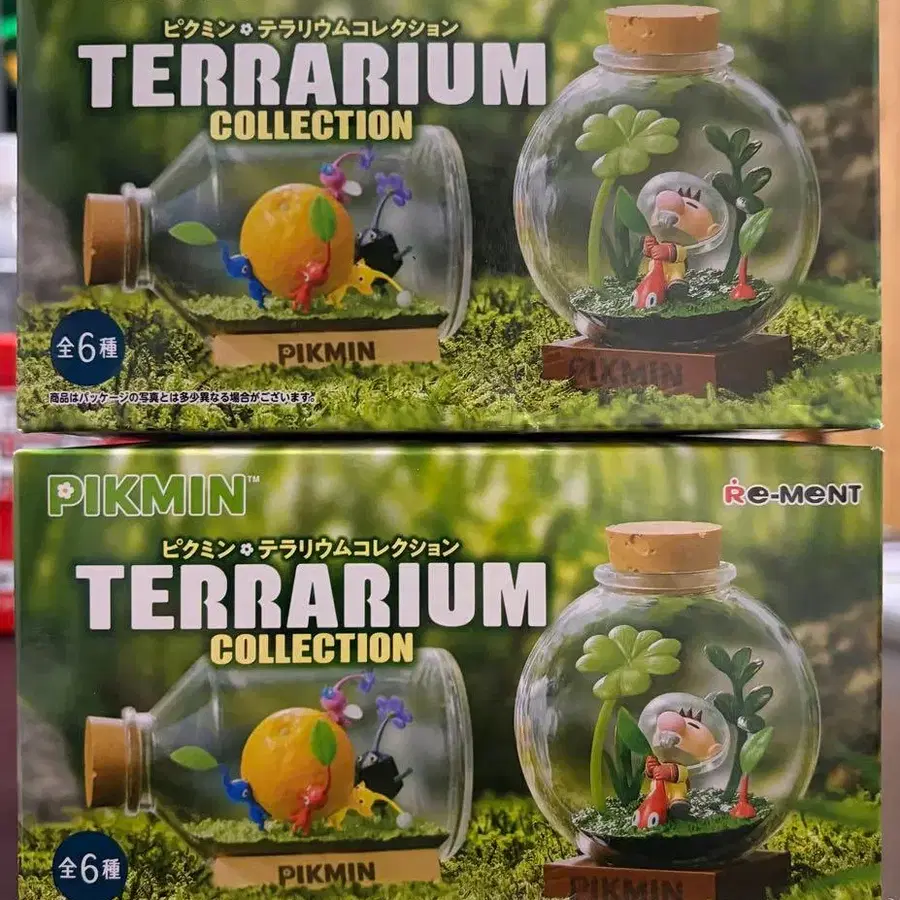 ピクミン テラリウムコレクション
TERRARIUM
COLLECTION
PIKMIN
PIKMIN
全6種
商品はパッケージの写真とは多少異なる場合がございます。
PIKMIN™
Re-MeNT
ピクミン テラリウムコレクション
TERRARIUM
COLLECTION
PIKMIN
PIKMIN
全6種